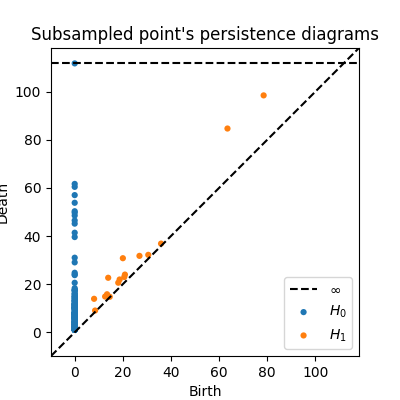 Subsampled point's persistence diagrams
100
80
60
40
20
0
Death
0 20 40 60 80 100
Birth
∞
H₀
H₁